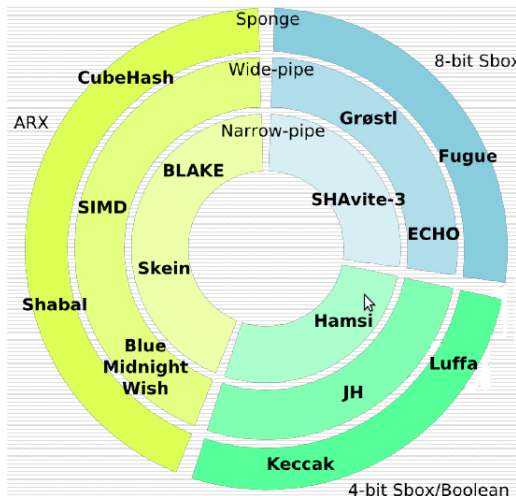 Sponge
8-bit Sbox
CubeHash
Wide-pipe
Grøstl
ARX
Narrow-pipe
BLAKE
Fugue
SHAvite-3
SIMD
ECHO
Skein
Shabal
Hamsi
Blue
Midnight
Wish
Luffa
JH
Keccak
4-bit Sbox/Boolean